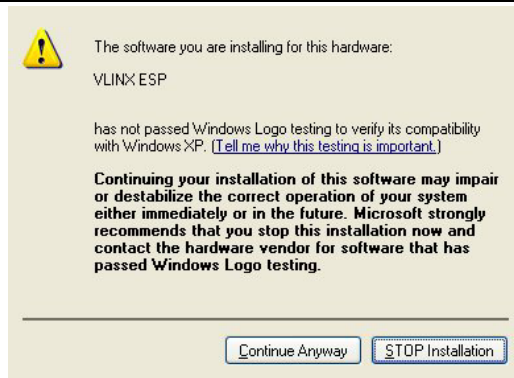 The software you are installing for this hardware:
VLINX ESP
has not passed Windows Logo testing to verify its compatibility
with Windows XP. (Tell me why this testing is important.)
Continuing your installation of this software may impair
or destabilize the correct operation of your system
either immediately or in the future. Microsoft strongly
recommends that you stop this installation now and
contact the hardware vendor for software that has
passed Windows Logo testing.
Continue Anyway
STOP Installation